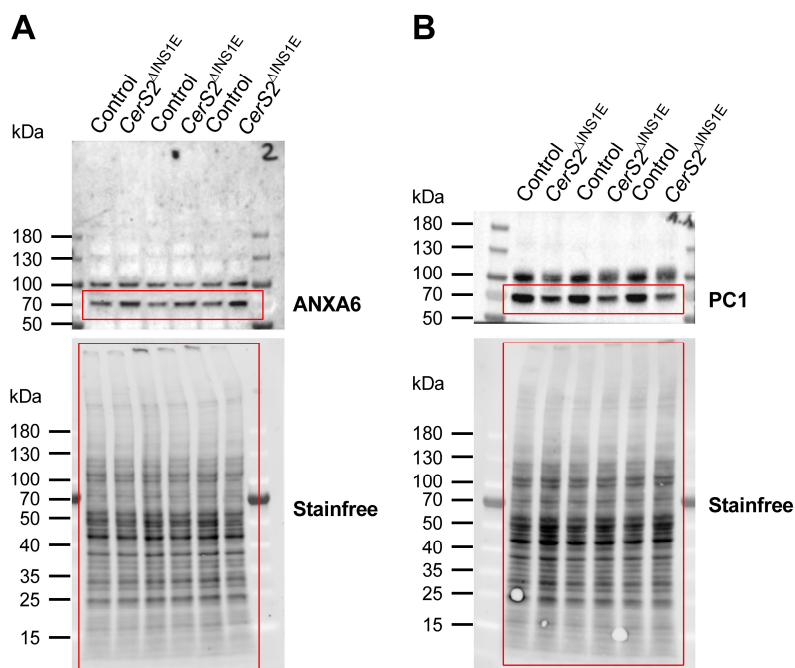 A
Control
CerS2ΔINS1E
Control
CerS2ΔINS1E
Control
CerS2ΔINS1E
kDa
2
180
130
100
70
50
ANXA6
kDa
180
130
100
70
50
40
35
25
15
Stainfree
B
Control
CerS2ΔINS1E
Control
CerS2ΔINS1E
Control
CerS2ΔINS1E
kDa
180
130
100
70
50
PC1
kDa
180
130
100
70
50
40
35
25
15
Stainfree